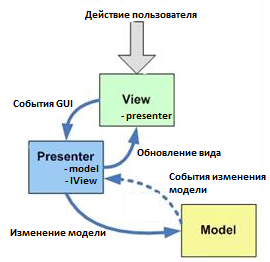 Действие пользователя
View
- presenter
События GUI
Presenter
- model
- IView
Обновление вида
События изменения
модели
Изменение модели
Model